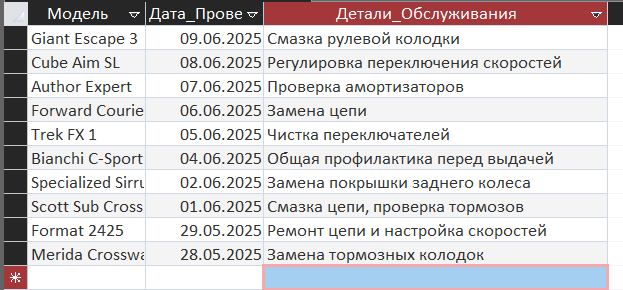 Модель Дата_Прове Детали_Обслуживания
Giant Escape 3 09.06.2025 Смазка рулевой колодки
Cube Aim SL 08.06.2025 Регулировка переключения скоростей
Author Expert 07.06.2025 Проверка амортизаторов
Forward Courie 06.06.2025 Замена цепи
Trek FX 1 05.06.2025 Чистка переключателей
Bianchi C-Sport 04.06.2025 Общая профилактика перед выдачей
Specialized Sirru 02.06.2025 Замена покрышки заднего колеса
Scott Sub Cross 01.06.2025 Смазка цепи, проверка тормозов
Format 2425 29.05.2025 Ремонт цепи и настройка скоростей
Merida Crosswa 28.05.2025 Замена тормозных колодок